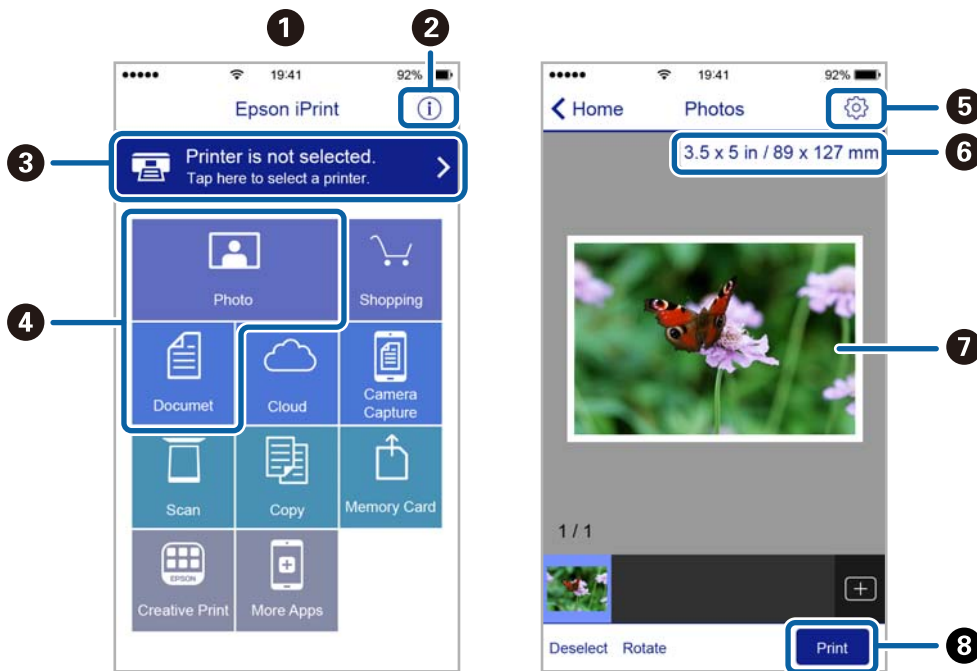 1
2
19:41
92%
Epson iPrint
3
Printer is not selected.
Tap here to select a printer.
4
Photo
Shopping
Documet
Cloud
Camera
Capture
Scan
Copy
Memory Card
EPSON
Creative Print
More Apps
19:41
92%
Home
Photos
5
3.5 x 5 in / 89 x 127 mm
6
7
1 / 1
Deselect
Rotate
Print
8